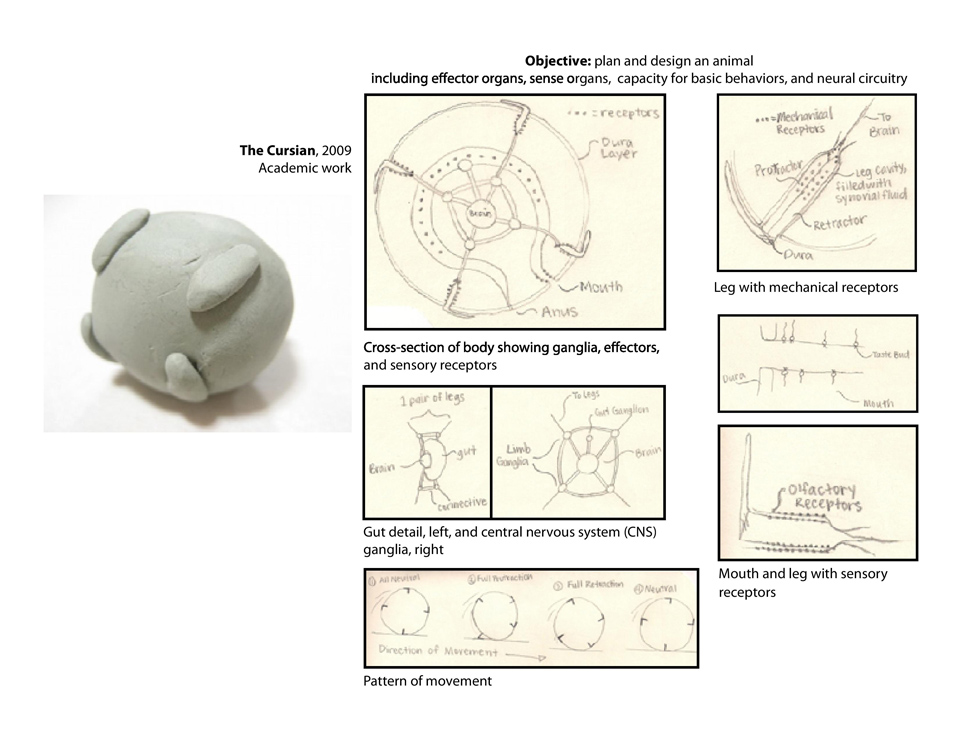 Objective: plan and design an animal
including effector organs, sense organs, capacity for basic behaviors, and neural circuitry
The Cursian, 2009
Academic work
••• = receptors
Dura
Layer
Brain
Mouth
Anus
Cross-section of body showing ganglia, effectors,
and sensory receptors
•••=Mechanical
Receptors
To
Brain
Protractor
Leg Cavity,
filled with
synovial fluid
Retractor
Dura
Leg with mechanical receptors
Taste Bud
Dura
Mouth
Olfactory
Receptors
Mouth and leg with sensory
receptors
1 pair of legs
Brain
gut
connective
To Legs
Gut Ganglion
Limb
Ganglia
Brain
Gut detail, left, and central nervous system (CNS)
ganglia, right
① All Neutral
② Full Protraction
③ Full Retraction
④ Neutral
Direction of Movement
Pattern of movement